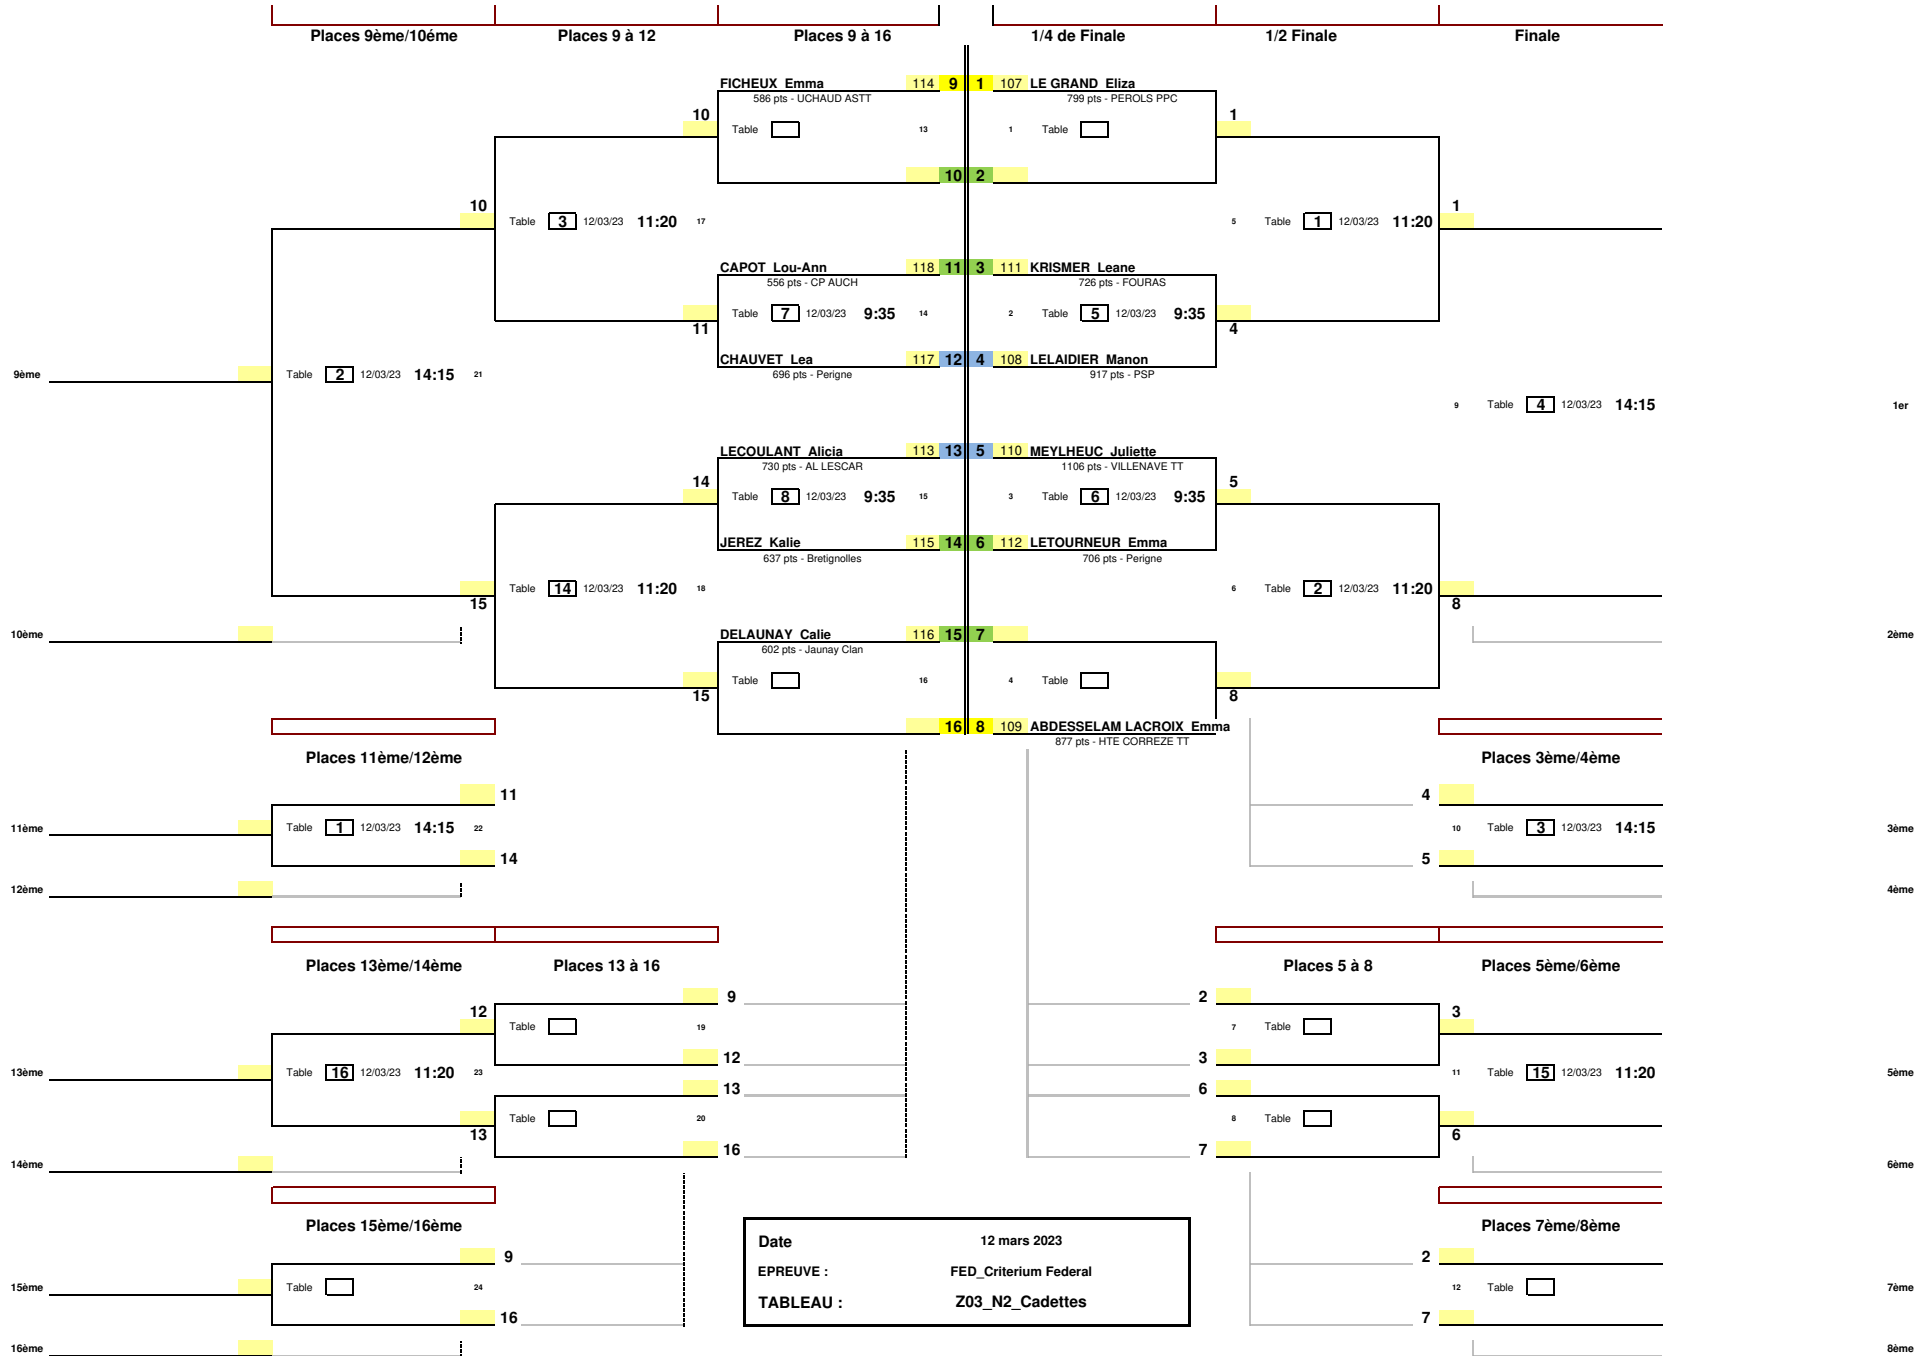 Places 9ème/10éme Places 9 à 12 Places 9 à 16 1/4 de Finale 1/2 Finale Finale
FICHEUX Emma 114 9 1 107 LE GRAND Eliza
586 pts - UCHAUD ASTT 799 pts - PEROLS PPC
10 1
Table 13 1 Table
10 2
10 1
Table 3 12/03/23 11:20 17 5 Table 1 12/03/23 11:20
CAPOT Lou-Ann 118 11 3 111 KRISMER Leane
556 pts - CP AUCH 726 pts - FOURAS
Table 7 12/03/23 9:35 14 2 Table 5 12/03/23 9:35
11 4
CHAUVET Lea 117 12 4 108 LELAIDIER Manon
9ème Table 2 12/03/23 14:15 21 696 pts - Perigne 917 pts - PSP
9 Table 4 12/03/23 14:15 1er
LECOULANT Alicia 113 13 5 110 MEYLHEUC Juliette
730 pts - AL LESCAR 1106 pts - VILLENAVE TT
14 5
Table 8 12/03/23 9:35 15 3 Table 6 12/03/23 9:35
JEREZ Kalie 115 14 6 112 LETOURNEUR Emma
637 pts - Bretignolles 706 pts - Perigne
Table 14 12/03/23 11:20 18 6 Table 2 12/03/23 11:20
15 8
10ème DELAUNAY Calie 116 15 7 2ème
602 pts - Jaunay Clan
Table 16 4 Table
15 8
16 8 109 ABDESSELAM LACROIX Emma
877 pts - HTE CORREZE TT
Places 11ème/12ème Places 3ème/4ème
11 4
11ème Table 1 12/03/23 14:15 22 10 Table 3 12/03/23 14:15 3ème
14 5
12ème 4ème
Places 13ème/14ème Places 13 à 16 Places 5 à 8 Places 5ème/6ème
9 2
12 3
Table 19 7 Table
12 3
13ème Table 16 12/03/23 11:20 23 11 Table 15 12/03/23 11:20 5ème
13 6
Table 20 8 Table
13 6
16 7
14ème 6ème
Places 15ème/16ème Places 7ème/8ème
Date 12 mars 2023
9 2
EPREUVE : FED_Criterium Federal
15ème Table 24 12 Table 7ème
TABLEAU : Z03_N2_Cadettes
16 7
16ème 8ème